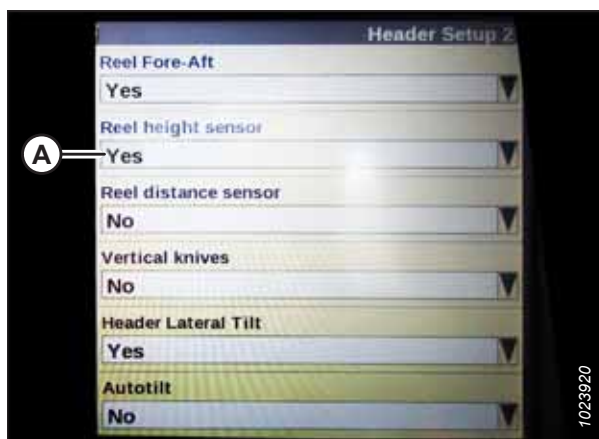 Header Setup 2
Reel Fore-Aft
Yes
Reel height sensor
A
Yes
Reel distance sensor
No
Vertical knives
No
Header Lateral Tilt
Yes
Autotilt
No
1023920